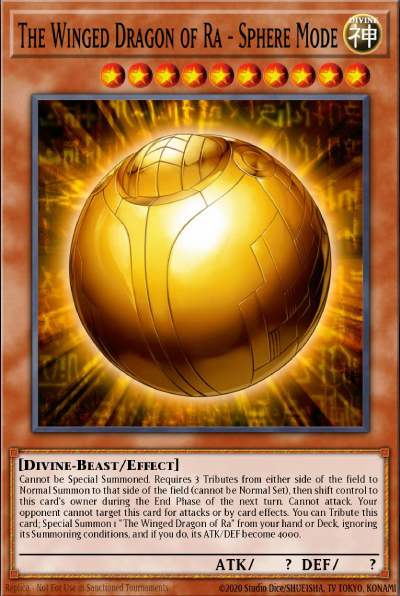 The Winged Dragon of Ra - Sphere Mode
DIVINE
神
[Divine-Beast/Effect]
Cannot be Special Summoned. Requires 3 Tributes from either side of the field to
Normal Summon to that side of the field (cannot be Normal Set), then shift control to
this card's owner during the End Phase of the next turn. Cannot attack. Your
opponent cannot target this card for attacks or by card effects. You can Tribute this
card; Special Summon 1 "The Winged Dragon of Ra" from your hand or Deck, ignoring
its Summoning conditions, and if you do, its ATK/DEF become 4000.
ATK/ ? DEF/ ?
Replica - Not For Use in Sanctioned Tournaments ©2020 Studio Dice/SHUEISHA, TV TOKYO, KONAMI